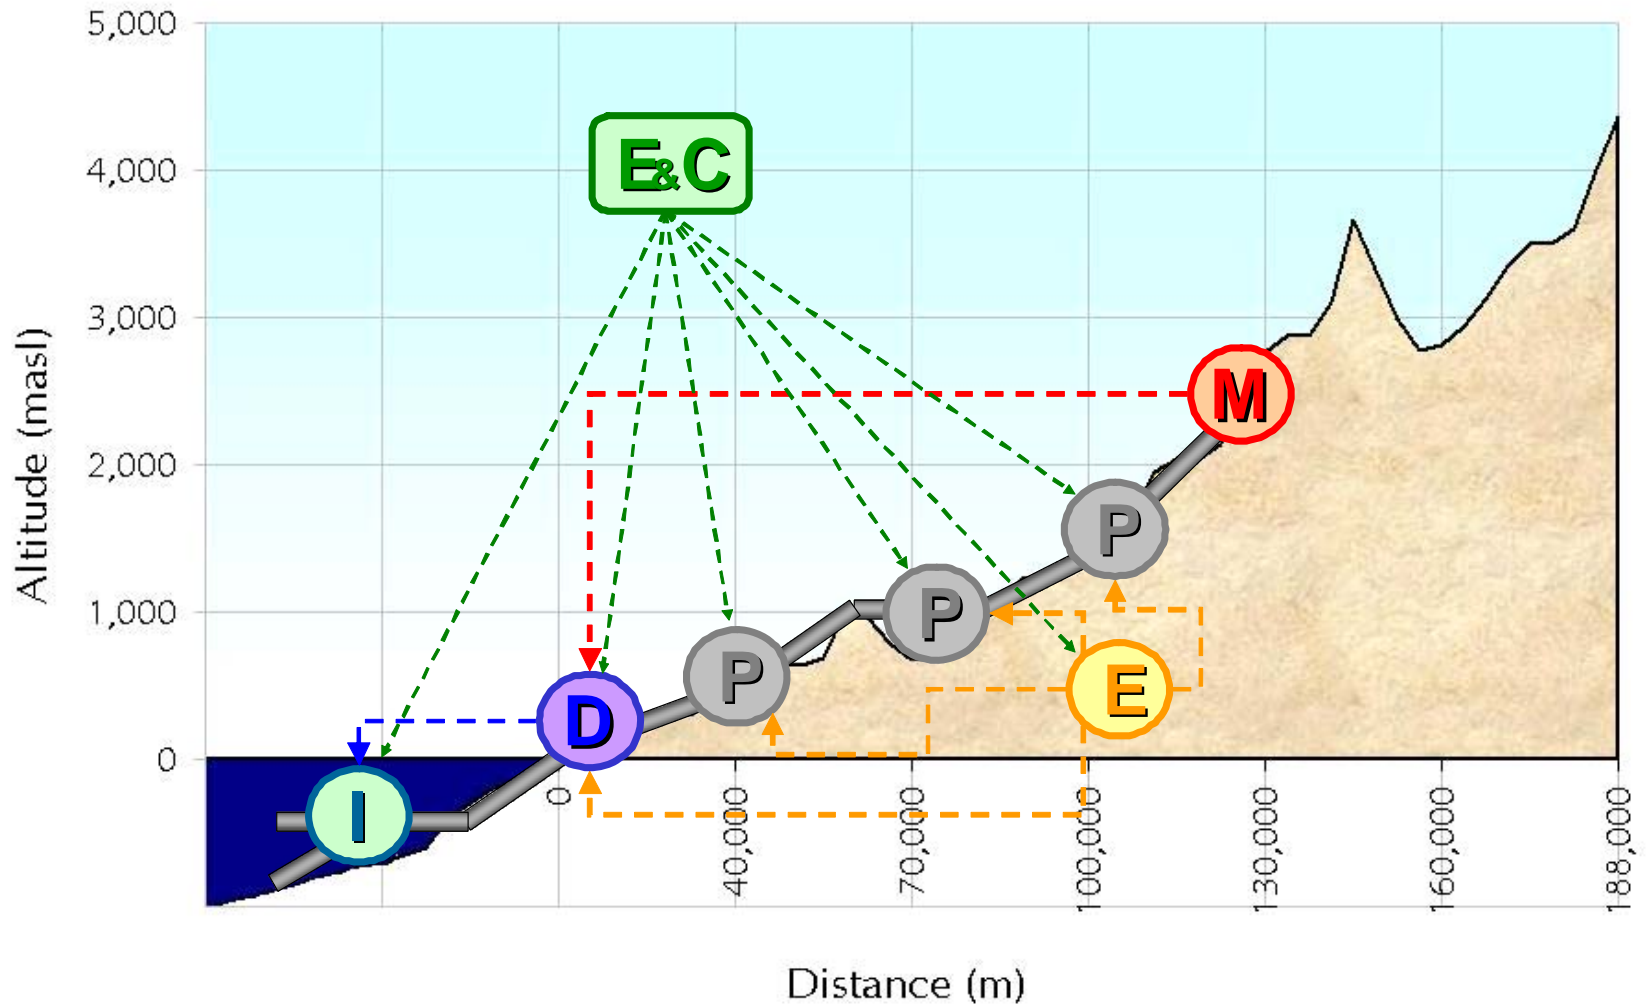 5,000
4,000
3,000
2,000
1,000
0
Altitude (masl)
E&C
M
P
P
P
E
D
I
0
40,000
70,000
100,000
130,000
160,000
188,000
Distance (m)